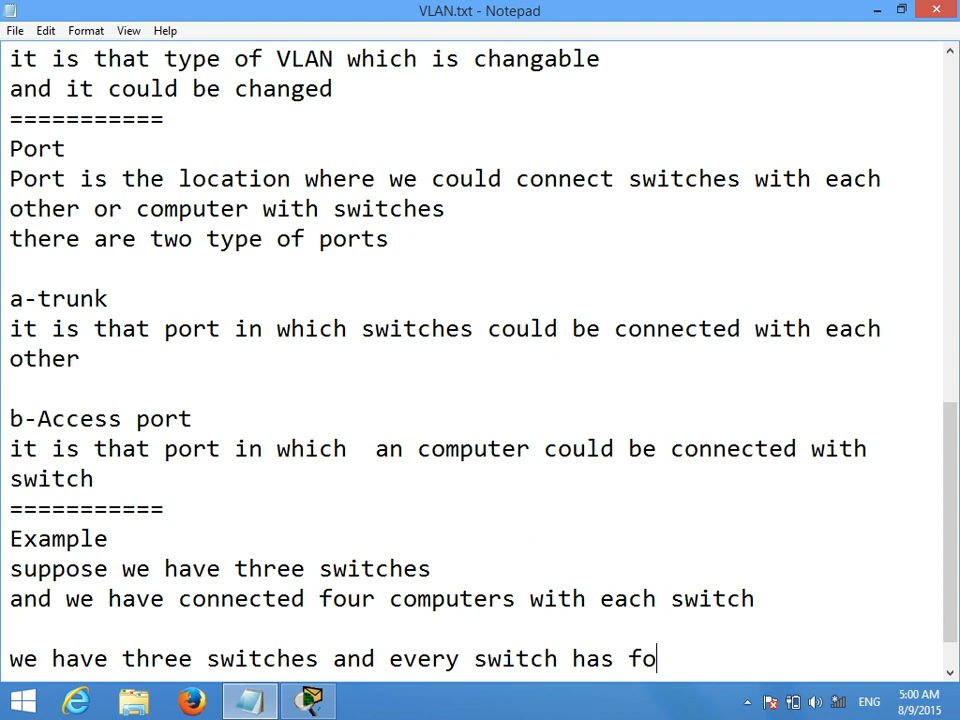 VLAN.txt - Notepad
File Edit Format View Help
it is that type of VLAN which is changable
and it could be changed
===========
Port
Port is the location where we could connect switches with each
other or computer with switches
there are two type of ports
a-trunk
it is that port in which switches could be connected with each
other
b-Access port
it is that port in which  an computer could be connected with
switch
===========
Example
suppose we have three switches
and we have connected four computers with each switch
we have three switches and every switch has fo
ENG
5:00 AM
8/9/2015